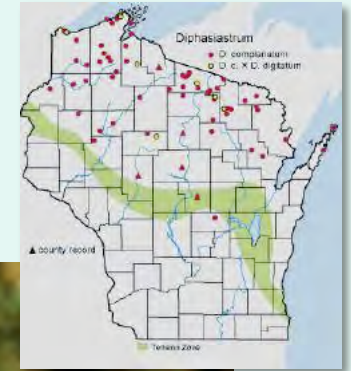 Diphasiastrum
D. complanatum
D. c. X D. digitatum
▲ county record
Tension Zone